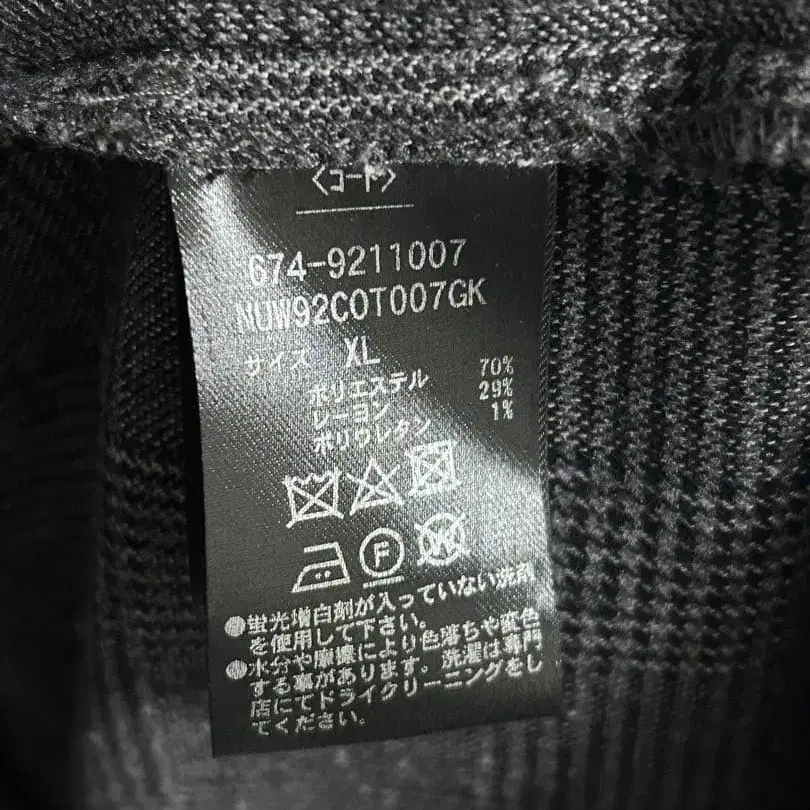 <コート>
674-9211007
NUW92COT007GK
サイズ XL
ポリエステル 70%
レーヨン 29%
ポリウレタン 1%
F
W
●蛍光増白剤が入っていない洗剤
を使用して下さい。
●水分や摩擦により色落ちや変色
する事があります。洗濯は専門
店にてドライクリーニングをし
てください。